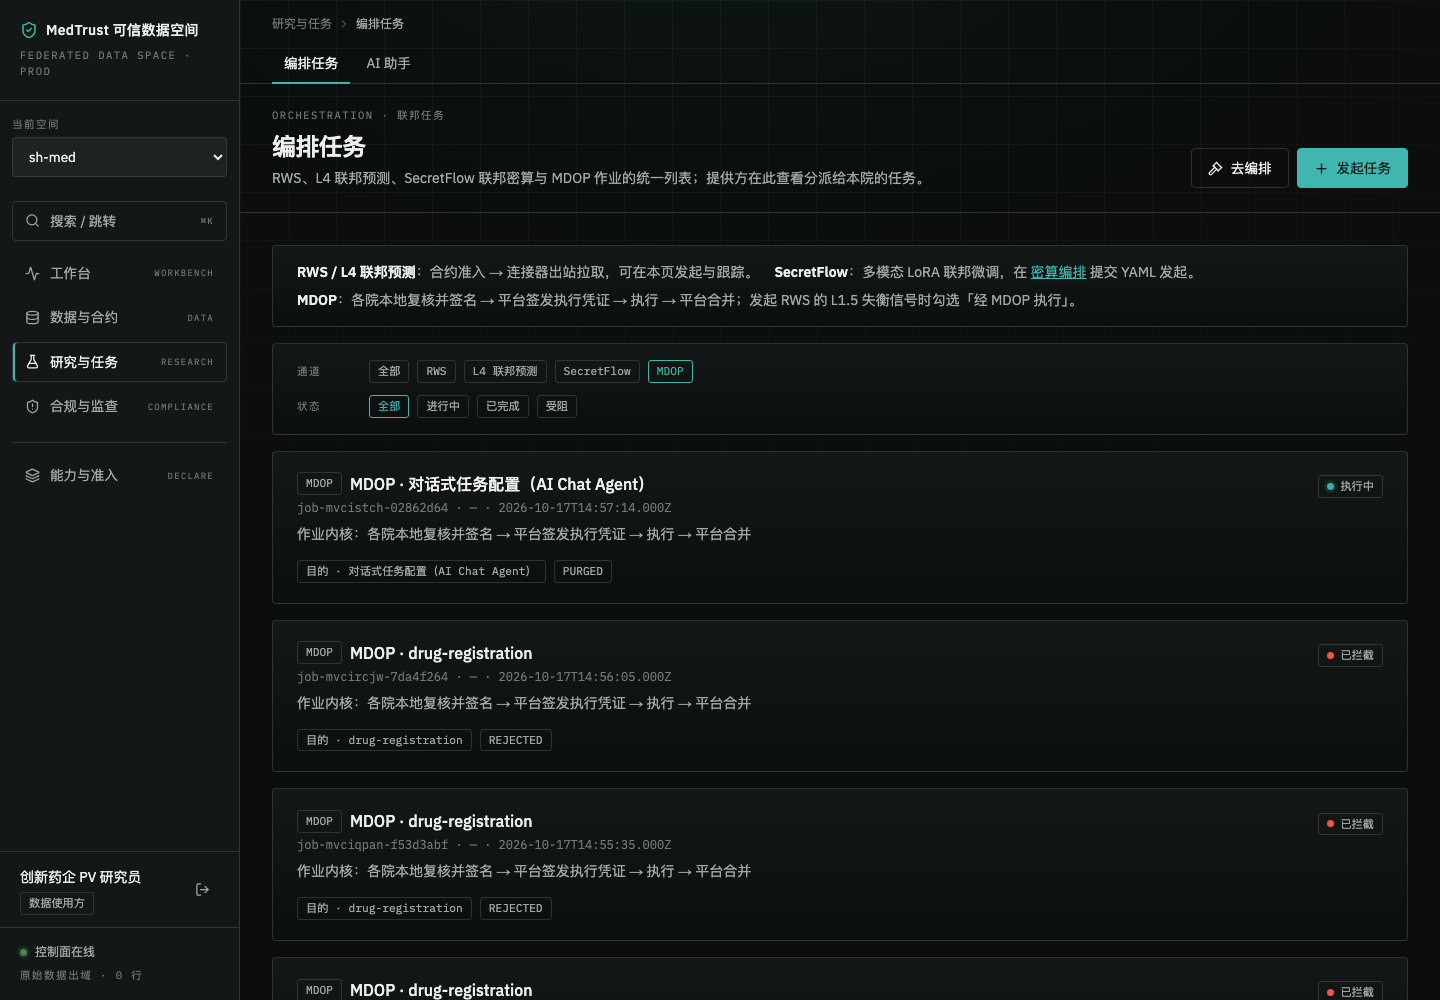 MedTrust 可信数据空间
FEDERATED DATA SPACE ·
PROD
当前空间
sh-med
搜索 / 跳转 ⌘K
工作台 WORKBENCH
数据与合约 DATA
研究与任务 RESEARCH
合规与监查 COMPLIANCE
能力与准入 DECLARE
创新药企 PV 研究员
数据使用方
控制面在线
原始数据出域 · 0 行
研究与任务 › 编排任务
编排任务 AI 助手
ORCHESTRATION · 联邦任务
编排任务
RWS、L4 联邦预测、SecretFlow 联邦密算与 MDOP 作业的统一列表；提供方在此查看分派给本院的任务。
去编排
发起任务
RWS / L4 联邦预测：合约准入 → 连接器出站拉取，可在本页发起与跟踪。 SecretFlow：多模态 LoRA 联邦微调，在 密算编排 提交 YAML 发起。
MDOP：各院本地复核并签名 → 平台签发执行凭证 → 执行 → 平台合并；发起 RWS 的 L1.5 失衡信号时勾选「经 MDOP 执行」。
通道 全部 RWS L4 联邦预测 SecretFlow MDOP
状态 全部 进行中 已完成 受阻
MDOP MDOP · 对话式任务配置（AI Chat Agent） 执行中
job-mvcistch-02862d64 · — · 2026-10-17T14:57:14.000Z
作业内核：各院本地复核并签名 → 平台签发执行凭证 → 执行 → 平台合并
目的 · 对话式任务配置（AI Chat Agent） PURGED
MDOP MDOP · drug-registration 已拦截
job-mvcircjw-7da4f264 · — · 2026-10-17T14:56:05.000Z
作业内核：各院本地复核并签名 → 平台签发执行凭证 → 执行 → 平台合并
目的 · drug-registration REJECTED
MDOP MDOP · drug-registration 已拦截
job-mvciqpan-f53d3abf · — · 2026-10-17T14:55:35.000Z
作业内核：各院本地复核并签名 → 平台签发执行凭证 → 执行 → 平台合并
目的 · drug-registration REJECTED
MDOP MDOP · drug-registration 已拦截